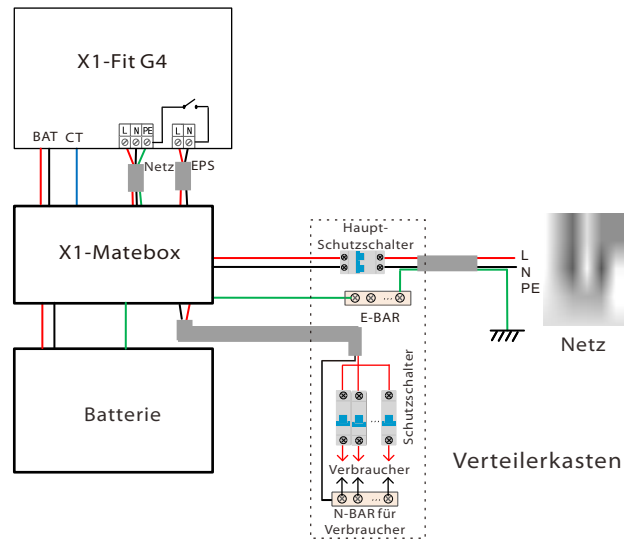 X1-Fit G4
L N PE
L N
BAT CT
Netz
EPS
X1-Matebox
Haupt-
Schutzschalter
L
N
PE
E-BAR
Netz
Batterie
Schutzschalter
Verbraucher
Verteilerkasten
N-BAR für
Verbraucher